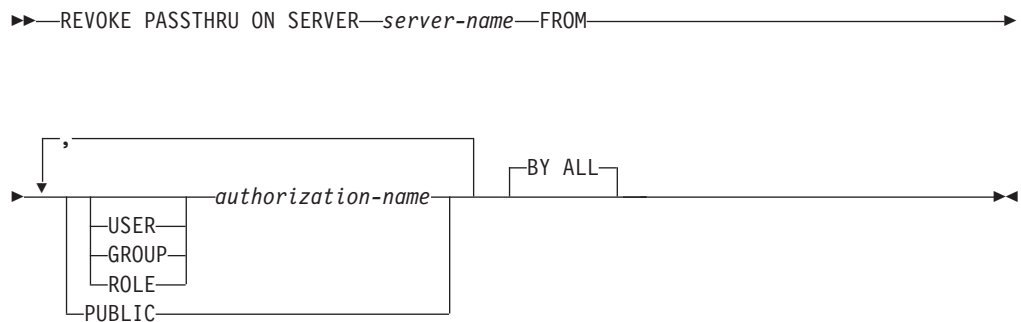 REVOKE PASSTHRU ON SERVER server-name FROM
,
BY ALL
authorization-name
USER
GROUP
ROLE
PUBLIC